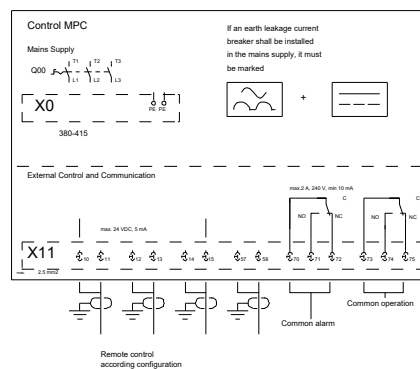 Control MPC
If an earth leakage current
breaker shall be installed
in the mains supply, it must
be marked
Mains Supply
T1 T2 T3
Q00
L1 L2 L3
X0
PE PE
+
380-415
External Control and Communication
max.2 A, 240 V, min 10 mA
C C
max. 24 VDC, 5 mA
NO NC NO NC
X11
10 11 12 13 14 15 57 58 70 71 72 73 74 75
max. 2.5 mm2
Common alarm
Common operation
Remote control
according configuration